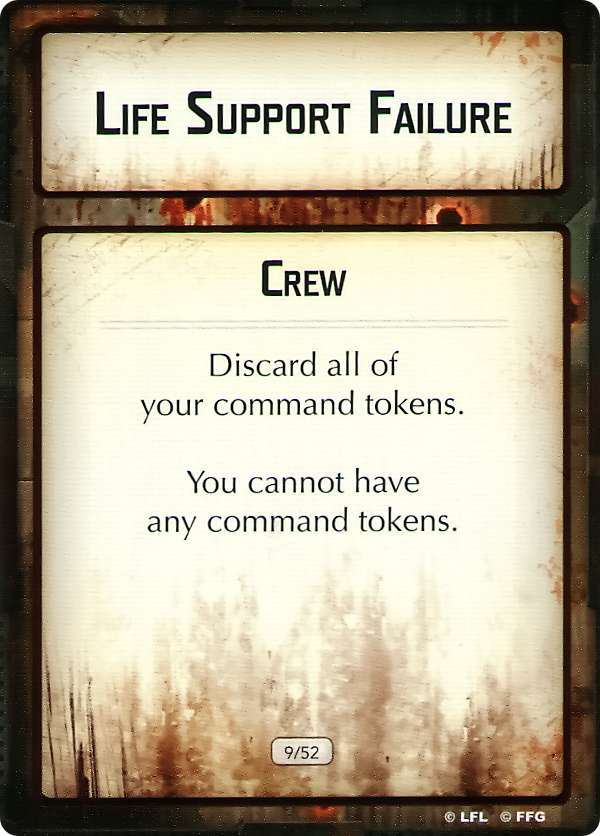 Life Support Failure
Crew
Discard all of
your command tokens.
You cannot have
any command tokens.
9/52
© LFL © FFG